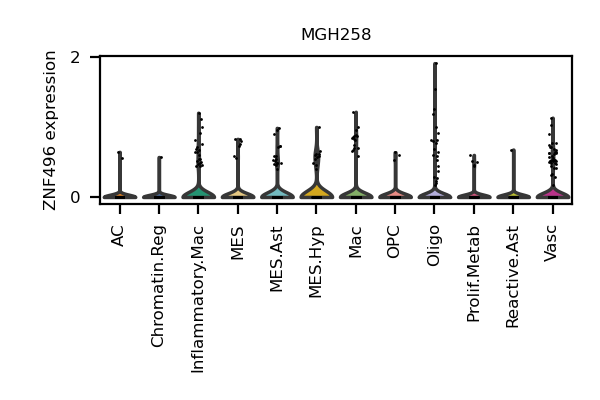 MGH258
ZNF496 expression
2
0
AC
Chromatin.Reg
Inflammatory.Mac
MES
MES.Ast
MES.Hyp
Mac
OPC
Oligo
Prolif.Metab
Reactive.Ast
Vasc